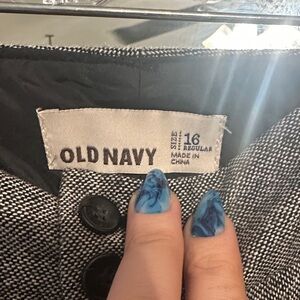 OLD NAVY
SIZE
16
REGULAR
MADE IN
CHINA